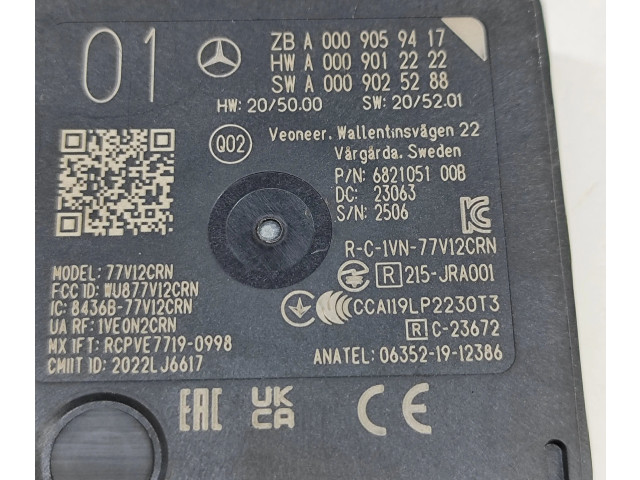 01
ZB A 000 905 94 17
HW A 000 901 22 22
SW A 000 902 52 88
HW: 20/50.00 SW: 20/52.01
Q02
Veoneer. Wallentinsvägen 22
Vårgårda. Sweden
P/N: 6821051 00B
DC: 23063
S/N: 2506
R-C-1VN-77V12CRN
R 215-JRA001
CCAI19LP2230T3
R C-23672
ANATEL: 06352-19-12386
MODEL: 77V12CRN
FCC ID: WU877V12CRN
IC: 8436B-77V12CRN
UA RF: 1VEON2CRN
MX IFT: RCPVE7719-0998
CMIIT ID: 2022LJ6617
EAC UK CA CE